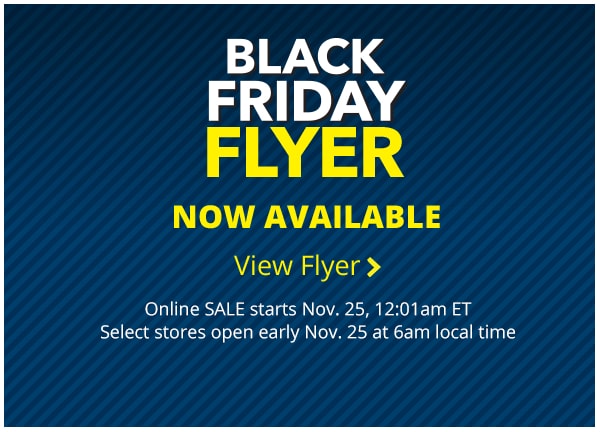 BLACK
FRIDAY
FLYER
NOW AVAILABLE
View Flyer
Online SALE starts Nov. 25, 12:01am ET
Select stores open early Nov. 25 at 6am local time